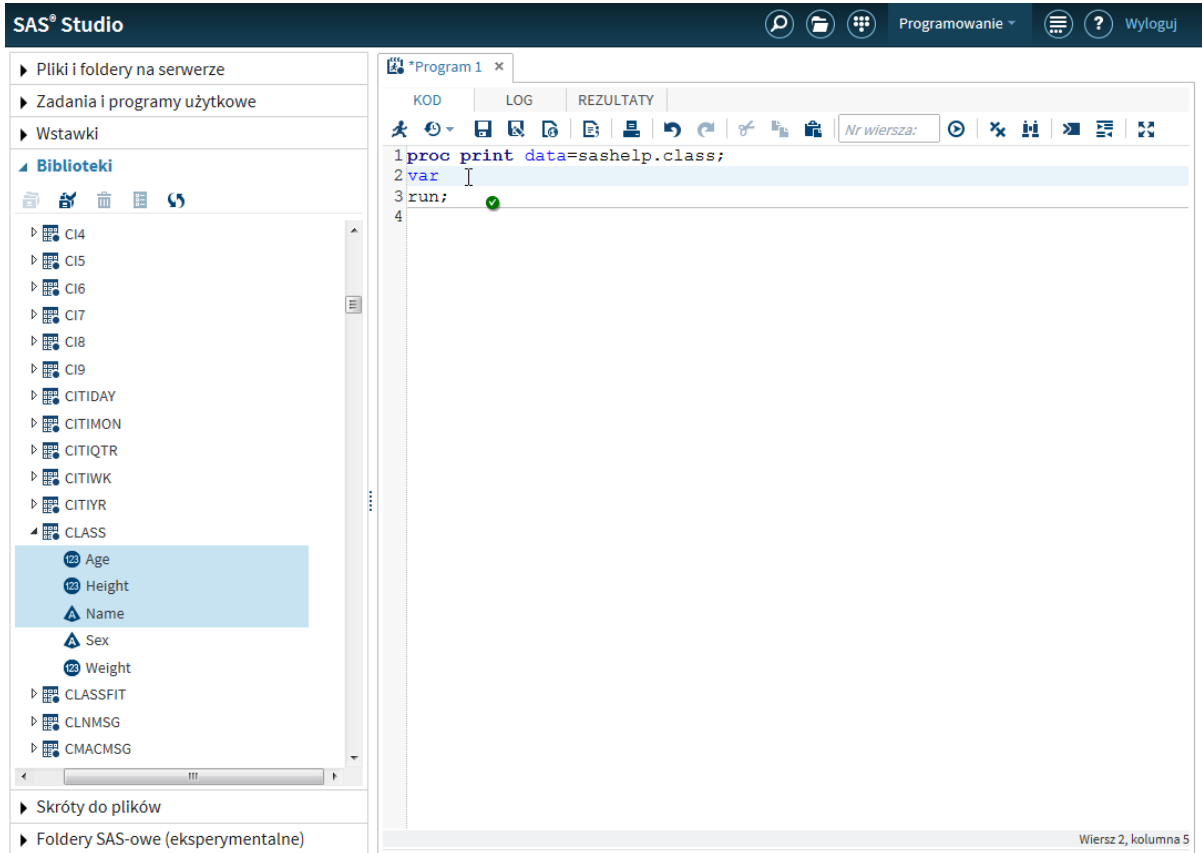 SAS® Studio
Programowanie
?
Wyloguj
Pliki i foldery na serwerze
Zadania i programy użytkowe
Wstawki
Biblioteki
CI4
CI5
CI6
CI7
CI8
CI9
CITIDAY
CITIMON
CITIQTR
CITIWK
CITIYR
CLASS
123 Age
123 Height
A Name
A Sex
123 Weight
CLASSFIT
CLNMSG
CMACMSG
Skróty do plików
Foldery SAS-owe (eksperymentalne)
*Program 1 ×
KOD LOG REZULTATY
Nr wiersza:
1 proc print data=sashelp.class;
2 var
3 run;
4
Wiersz 2, kolumna 5